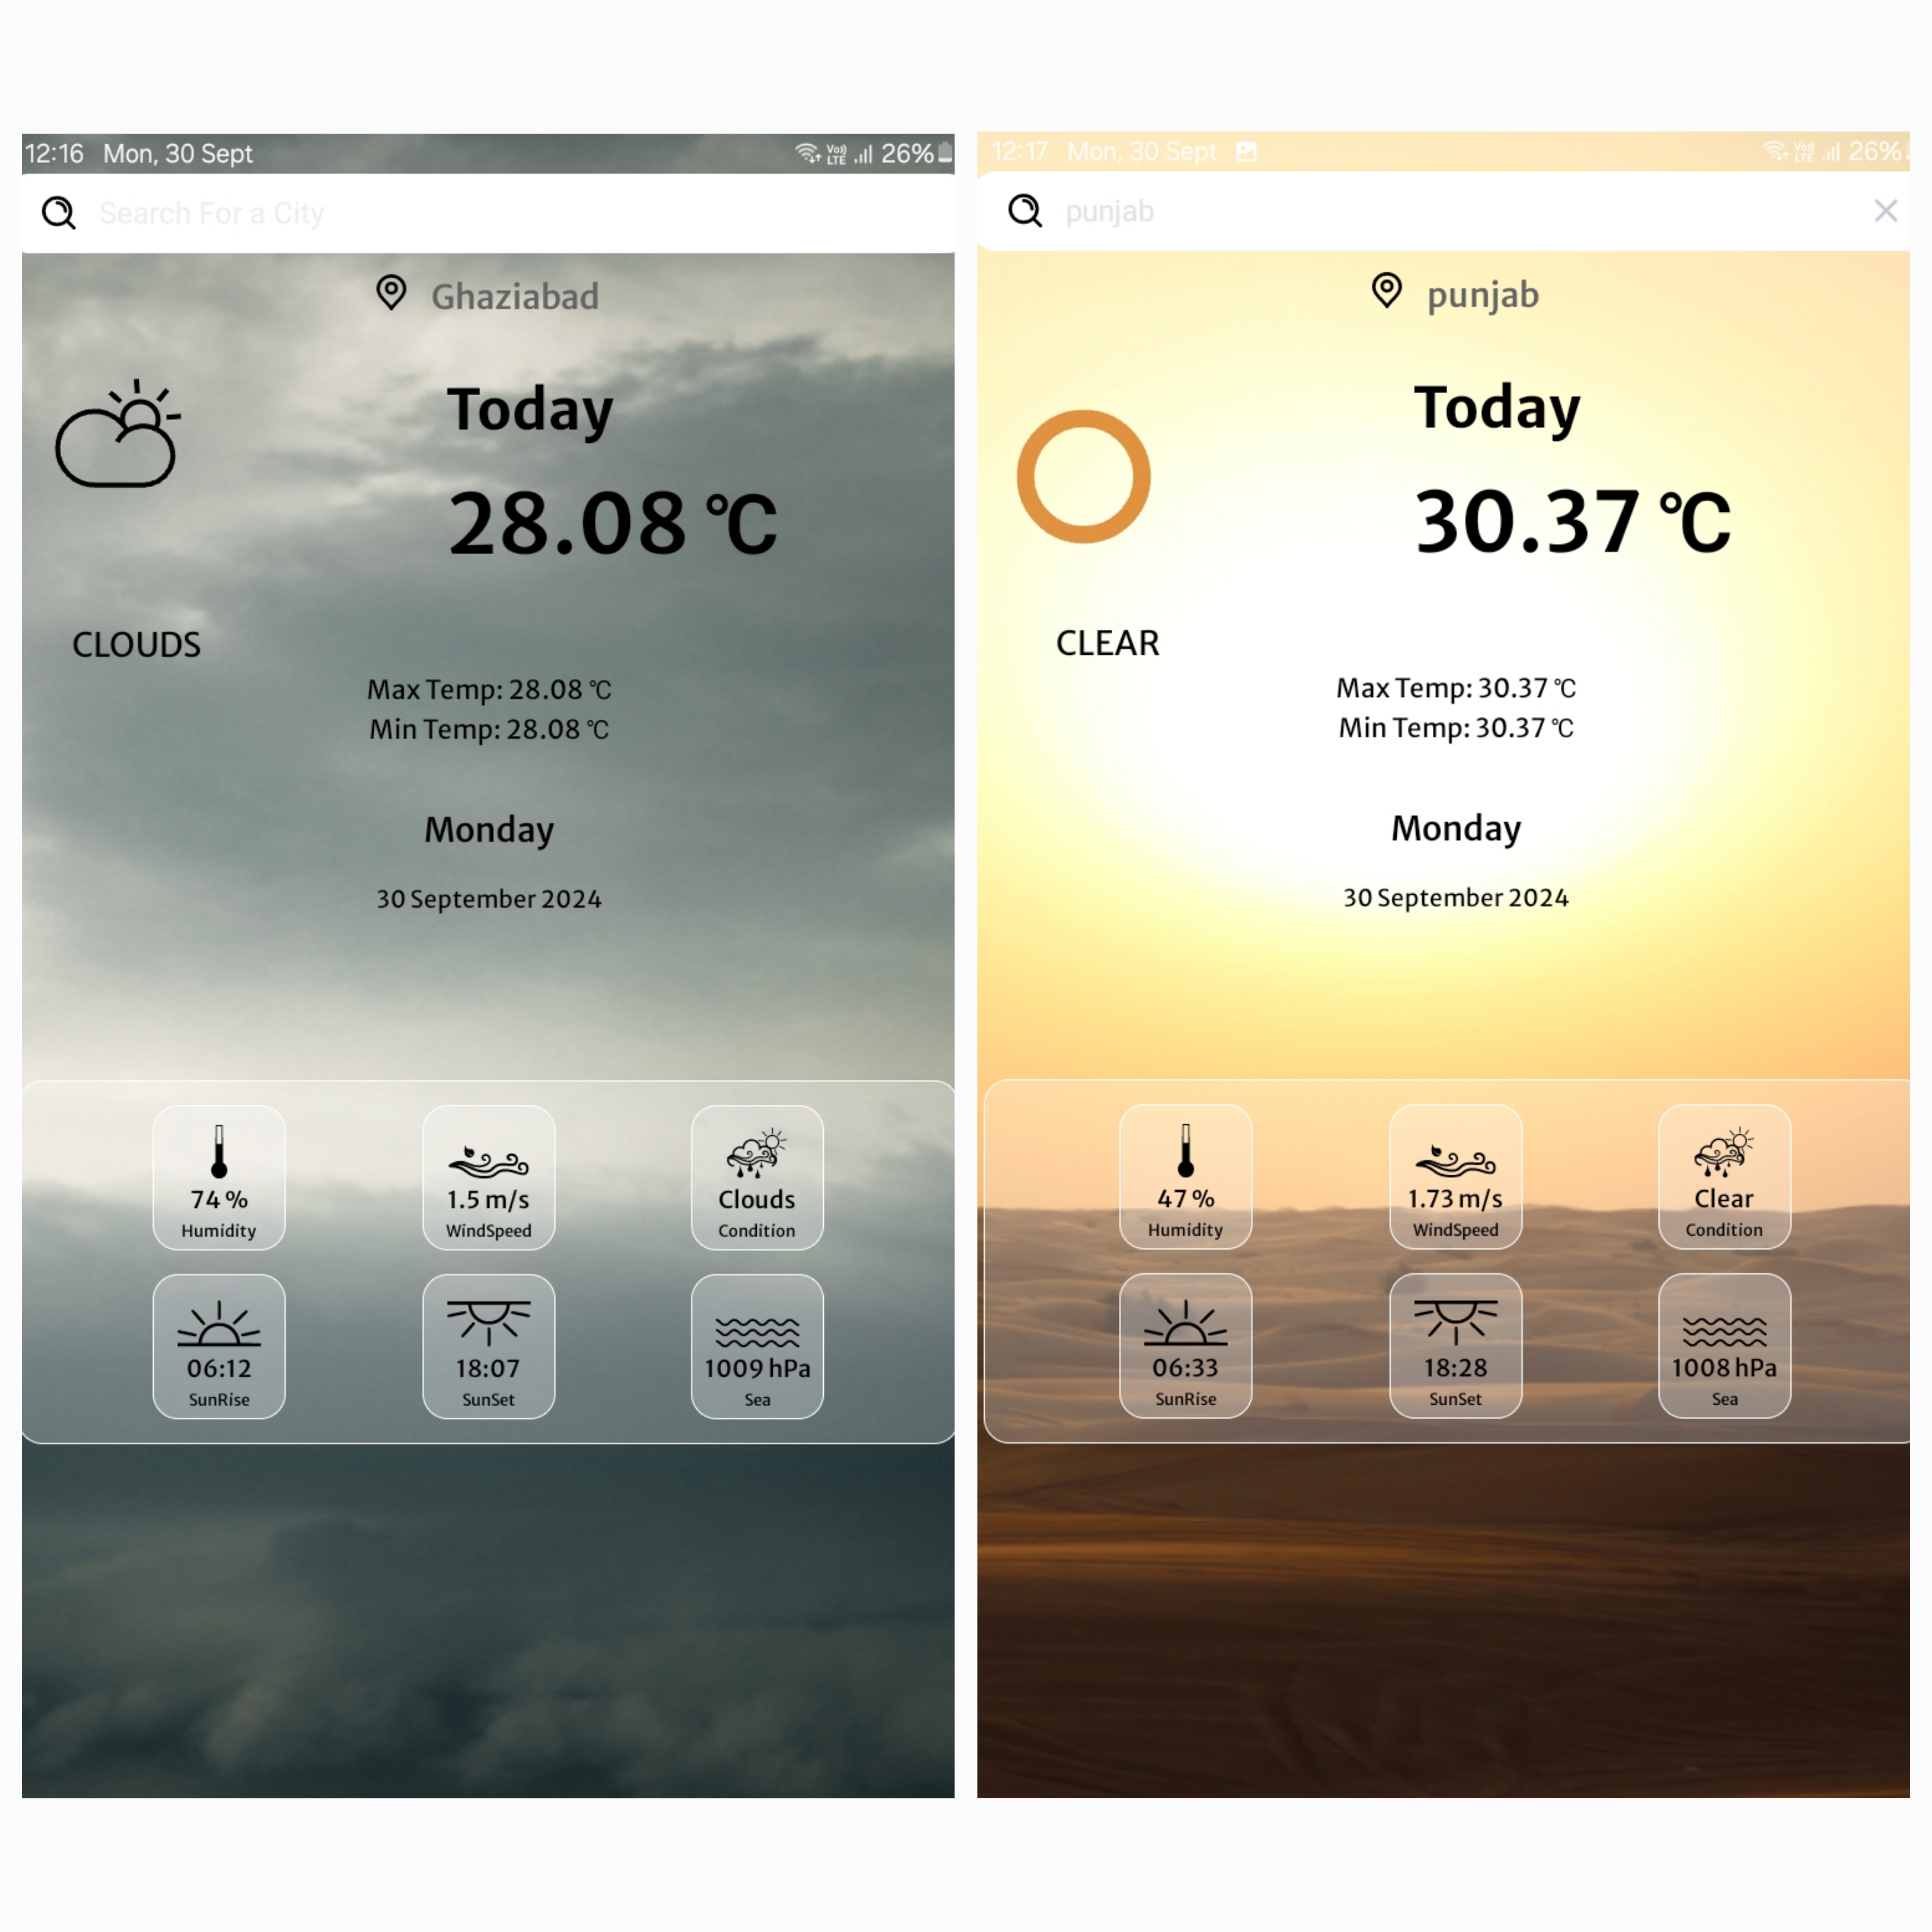 12:16 Mon, 30 Sept Vo)) LTE 26%
Search For a City
Ghaziabad
Today
28.08 ℃
CLOUDS
Max Temp: 28.08 ℃
Min Temp: 28.08 ℃
Monday
30 September 2024
74 %
Humidity
1.5 m/s
WindSpeed
Clouds
Condition
06:12
SunRise
18:07
SunSet
1009 hPa
Sea
12:17 Mon, 30 Sept Vo)) LTE 26%
punjab
punjab
Today
30.37 ℃
CLEAR
Max Temp: 30.37 ℃
Min Temp: 30.37 ℃
Monday
30 September 2024
47 %
Humidity
1.73 m/s
WindSpeed
Clear
Condition
06:33
SunRise
18:28
SunSet
1008 hPa
Sea